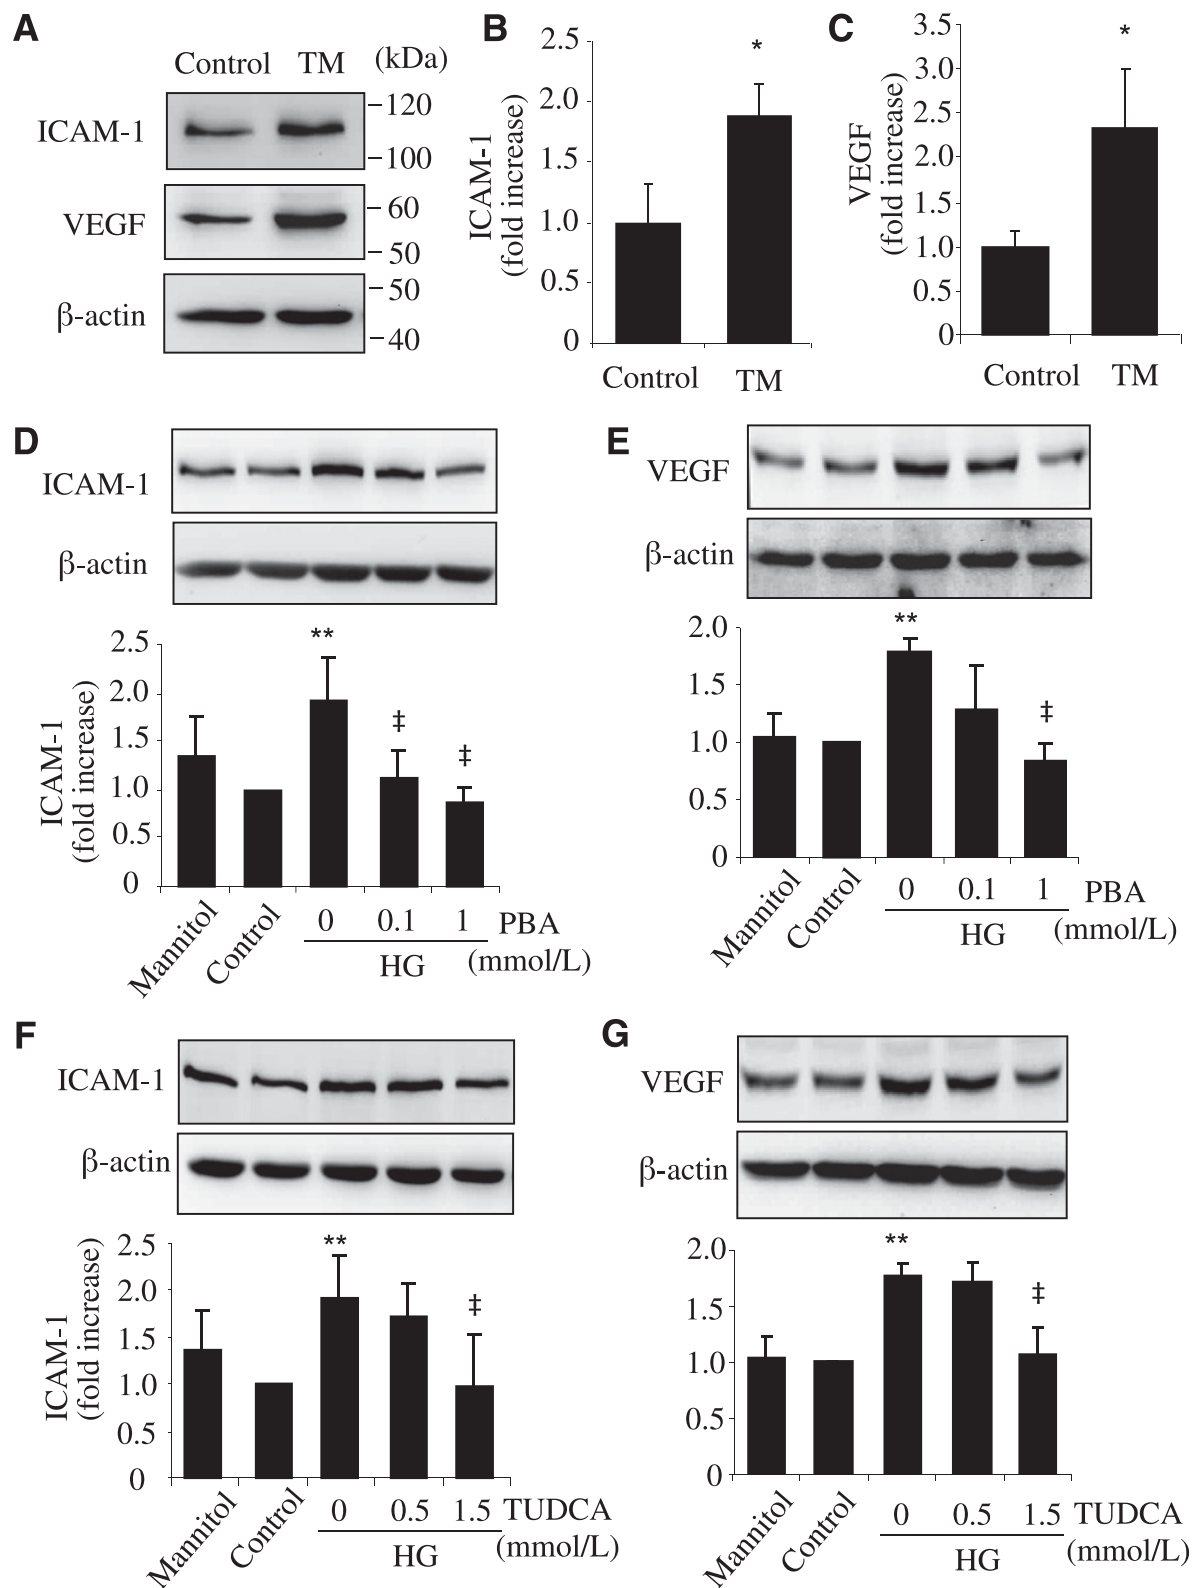 A
Control TM (kDa)
ICAM-1
120
100
VEGF
60
50
β-actin
50
40
B
ICAM-1
(fold increase)
2.5
2.0
1.5
1.0
0.5
0
*
Control TM
C
VEGF
(fold increase)
3.5
3.0
2.5
2.0
1.5
1.0
0.5
0
*
Control TM
D
ICAM-1
β-actin
ICAM-1
(fold increase)
2.5
2.0
1.5
1.0
0.5
0
**
‡
‡
Mannitol
Control
0 0.1 1 PBA
HG (mmol/L)
E
VEGF
β-actin
2.0
1.5
1.0
0.5
0
**
‡
Mannitol
Control
0 0.1 1 PBA
HG (mmol/L)
F
ICAM-1
β-actin
ICAM-1
(fold increase)
2.5
2.0
1.5
1.0
0.5
0
**
‡
Mannitol
Control
0 0.5 1.5 TUDCA
HG (mmol/L)
G
VEGF
β-actin
2.0
1.5
1.0
0.5
0
**
‡
Mannitol
Control
0 0.5 1.5 TUDCA
HG (mmol/L)